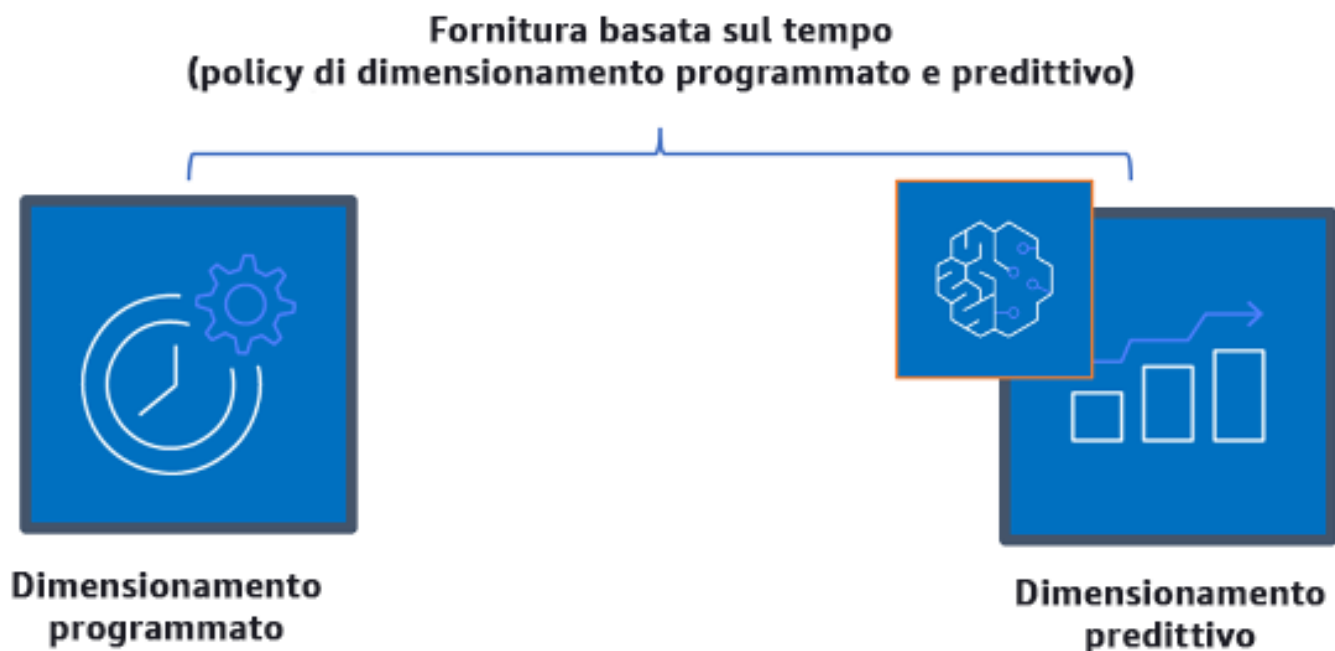 Fornitura basata sul tempo
(policy di dimensionamento programmato e predittivo)
Dimensionamento
programmato
Dimensionamento
predittivo